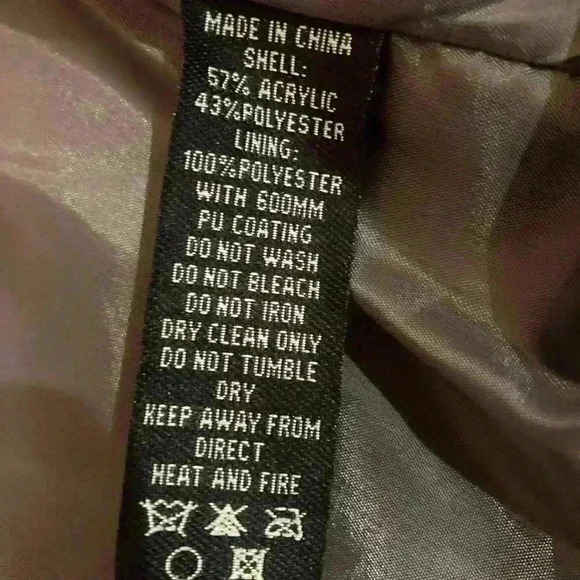 MADE IN CHINA
SHELL:
57% ACRYLIC
43%POLYESTER
LINING:
100%POLYESTER
WITH 600MM
PU COATING
DO NOT WASH
DO NOT BLEACH
DO NOT IRON
DRY CLEAN ONLY
DO NOT TUMBLE
DRY
KEEP AWAY FROM
DIRECT
HEAT AND FIRE